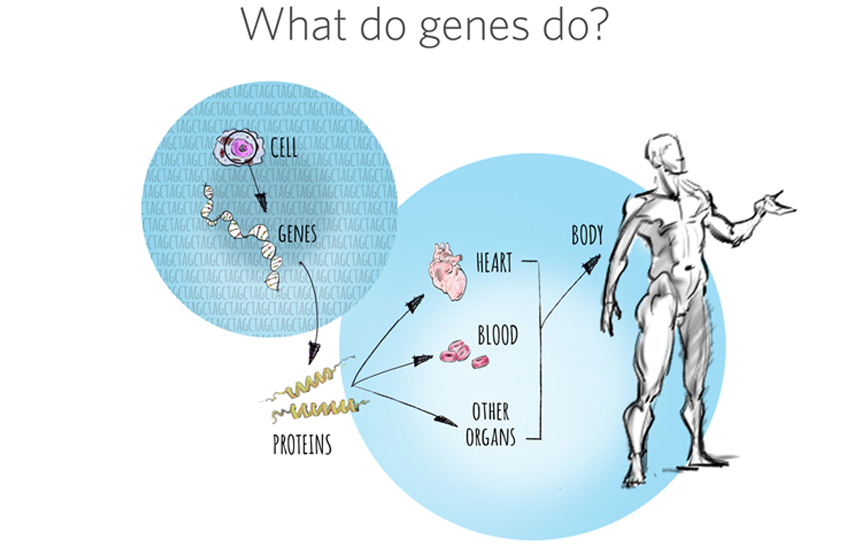 What do genes do?
CELL
GENES
PROTEINS
HEART
BLOOD
OTHER
ORGANS
BODY